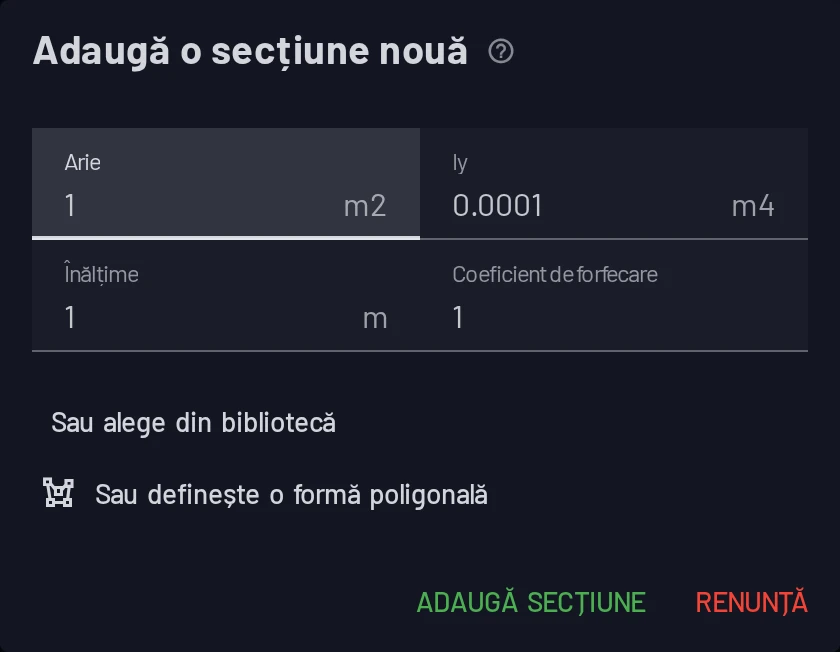 Adaugă o secțiune nouă
Arie
1 m2
Iy
0.0001 m4
Înălțime
1 m
Coeficient de forfecare
1
Sau alege din bibliotecă
Sau definește o formă poligonală
ADAUGĂ SECȚIUNE
RENUNȚĂ